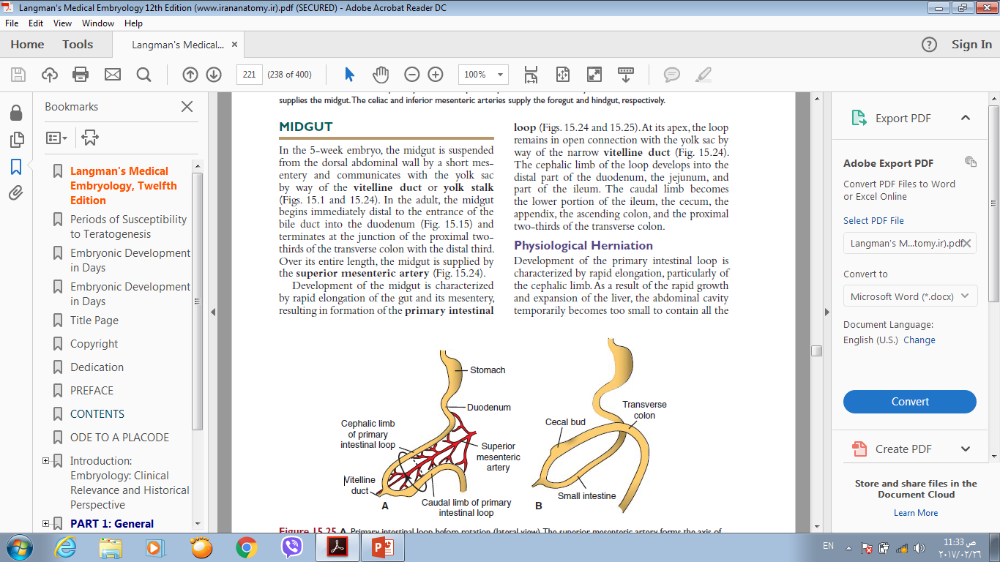 Langman's Medical Embryology 12th Edition (www.irananatomy.ir).pdf (SECURED) - Adobe Acrobat Reader DC
File Edit View Window Help
Home Tools Langman's Medical... × Sign In
221 (238 of 400) 100%
Bookmarks
Langman's Medical
Embryology, Twelfth
Edition
Periods of Susceptibility
to Teratogenesis
Embryonic Development
in Days
Embryonic Development
in Days
Title Page
Copyright
Dedication
PREFACE
CONTENTS
ODE TO A PLACODE
Introduction:
Embryology: Clinical
Relevance and Historical
Perspective
PART 1: General
supplies the midgut. The celiac and inferior mesenteric arteries supply the foregut and hindgut, respectively.
MIDGUT
In the 5-week embryo, the midgut is suspended
from the dorsal abdominal wall by a short mes-
entery and communicates with the yolk sac
by way of the vitelline duct or yolk stalk
(Figs. 15.1 and 15.24). In the adult, the midgut
begins immediately distal to the entrance of the
bile duct into the duodenum (Fig. 15.15) and
terminates at the junction of the proximal two-
thirds of the transverse colon with the distal third.
Over its entire length, the midgut is supplied by
the superior mesenteric artery (Fig. 15.24).
Development of the midgut is characterized
by rapid elongation of the gut and its mesentery,
resulting in formation of the primary intestinal
loop (Figs. 15.24 and 15.25). At its apex, the loop
remains in open connection with the yolk sac by
way of the narrow vitelline duct (Fig. 15.24).
The cephalic limb of the loop develops into the
distal part of the duodenum, the jejunum, and
part of the ileum. The caudal limb becomes
the lower portion of the ileum, the cecum, the
appendix, the ascending colon, and the proximal
two-thirds of the transverse colon.
Physiological Herniation
Development of the primary intestinal loop is
characterized by rapid elongation, particularly of
the cephalic limb. As a result of the rapid growth
and expansion of the liver, the abdominal cavity
temporarily becomes too small to contain all the
Stomach
Duodenum
Cephalic limb
of primary
intestinal loop
Superior
mesenteric
artery
Vitelline
duct
A
Caudal limb of primary
intestinal loop
Transverse
colon
Cecal bud
Small intestine
B
Figure 15.25 A. Primary intestinal loop before rotation (lateral view). The superior mesenteric artery forms the axis of
Export PDF
Adobe Export PDF
Convert PDF Files to Word
or Excel Online
Select PDF File
Langman's M...tomy.ir).pdf
Convert to
Microsoft Word (*.docx)
Document Language:
English (U.S.) Change
Convert
Create PDF
Store and share files in the
Document Cloud
Learn More
EN
11:33 ص
٢٠١٧/٠٢/٢٦